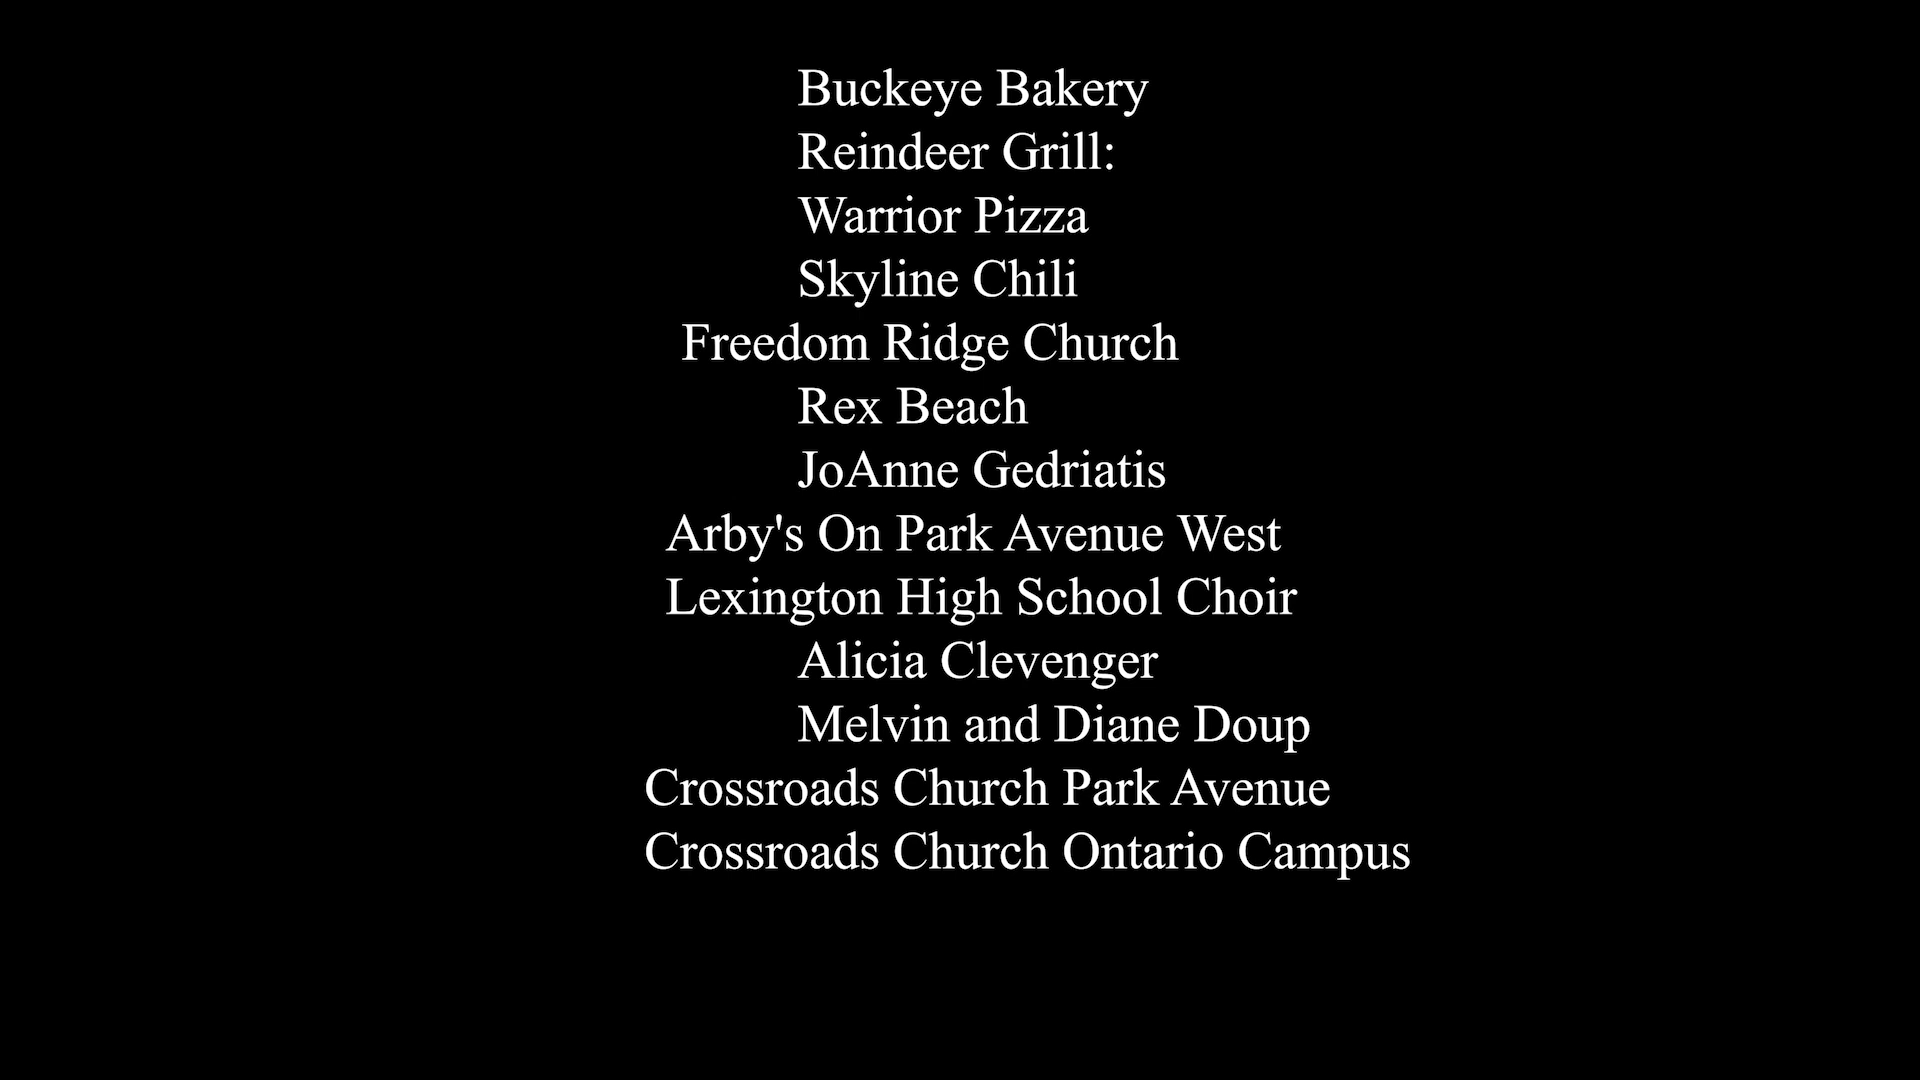 Buckeye Bakery
Reindeer Grill:
Warrior Pizza
Skyline Chili
Freedom Ridge Church
Rex Beach
JoAnne Gedriatis
Arby's On Park Avenue West
Lexington High School Choir
Alicia Clevenger
Melvin and Diane Doup
Crossroads Church Park Avenue
Crossroads Church Ontario Campus